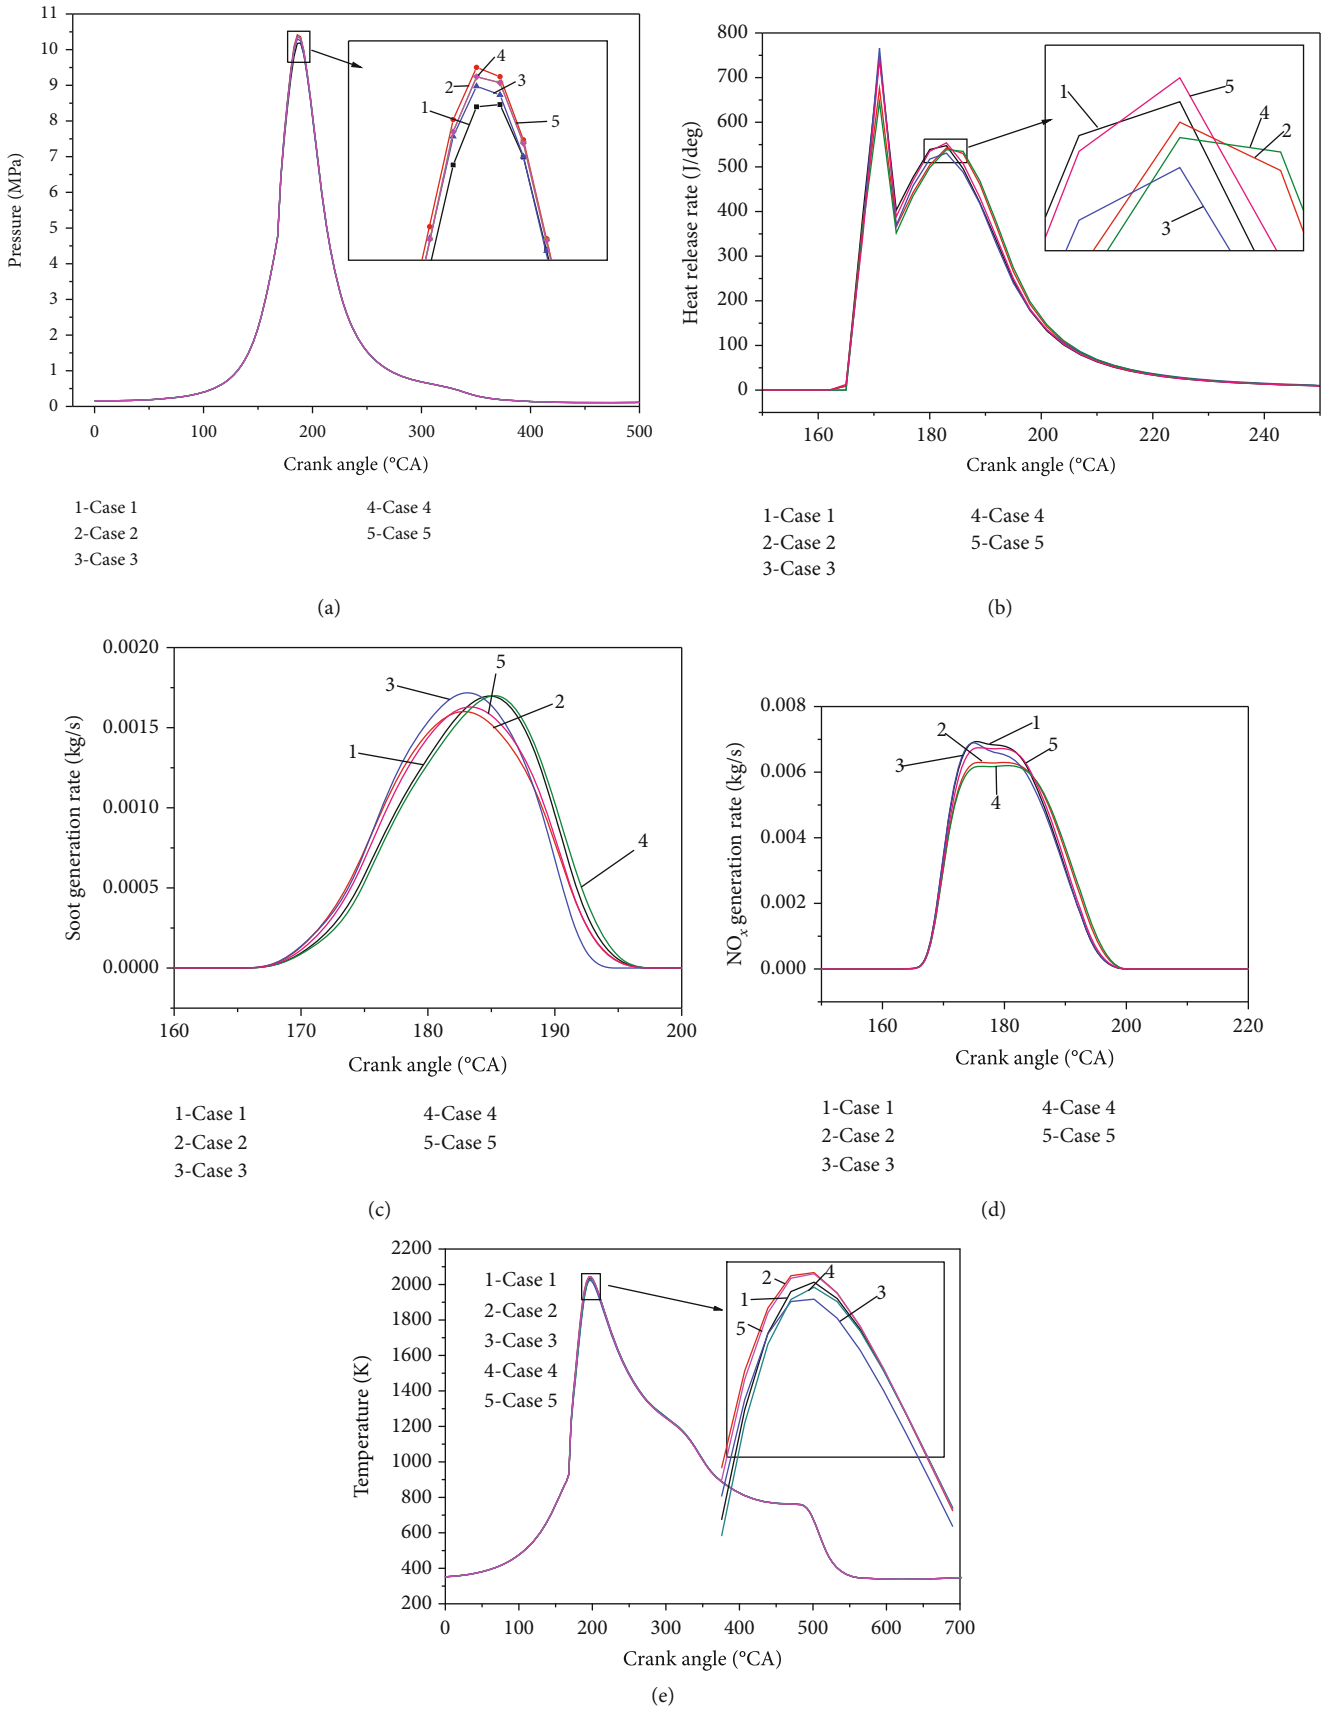 11
10
9
8
7
6
5
4
3
2
1
0
Pressure (MPa)
4
2
3
1
5
0
100
200
300
400
500
Crank angle (°CA)
1-Case 1
4-Case 4
2-Case 2
5-Case 5
3-Case 3
(a)
800
700
600
500
400
300
200
100
0
Heat release rate (J/deg)
1
5
4
2
3
160
180
200
220
240
Crank angle (°CA)
1-Case 1
4-Case 4
2-Case 2
5-Case 5
3-Case 3
(b)
0.0020
0.0015
0.0010
0.0005
0.0000
Soot generation rate (kg/s)
5
3
2
1
4
160
170
180
190
200
Crank angle (°CA)
1-Case 1
4-Case 4
2-Case 2
5-Case 5
3-Case 3
(c)
0.008
0.006
0.004
0.002
0.000
NOx generation rate (kg/s)
1
2
5
3
4
160
180
200
220
Crank angle (°CA)
1-Case 1
4-Case 4
2-Case 2
5-Case 5
3-Case 3
(d)
2200
2000
1800
1600
1400
1200
1000
800
600
400
200
Temperature (K)
1-Case 1
2-Case 2
3-Case 3
4-Case 4
5-Case 5
4
2
3
1
5
0
100
200
300
400
500
600
700
Crank angle (°CA)
(e)